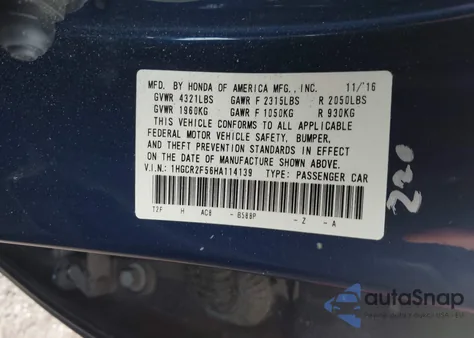 MFD. BY HONDA OF AMERICA MFG., INC. 11/'16
GVWR 4321LBS GAWR F 2315LBS R 2050LBS
GVWR 1960KG GAWR F 1050KG R 930KG
THIS VEHICLE CONFORMS TO ALL APPLICABLE
FEDERAL MOTOR VEHICLE SAFETY, BUMPER,
AND THEFT PREVENTION STANDARDS IN EFFECT
ON THE DATE OF MANUFACTURE SHOWN ABOVE.
V.I.N.: 1HGCR2F56HA114139 TYPE: PASSENGER CAR
T2F H AC8 -B588P -Z -A
220
autoSnap